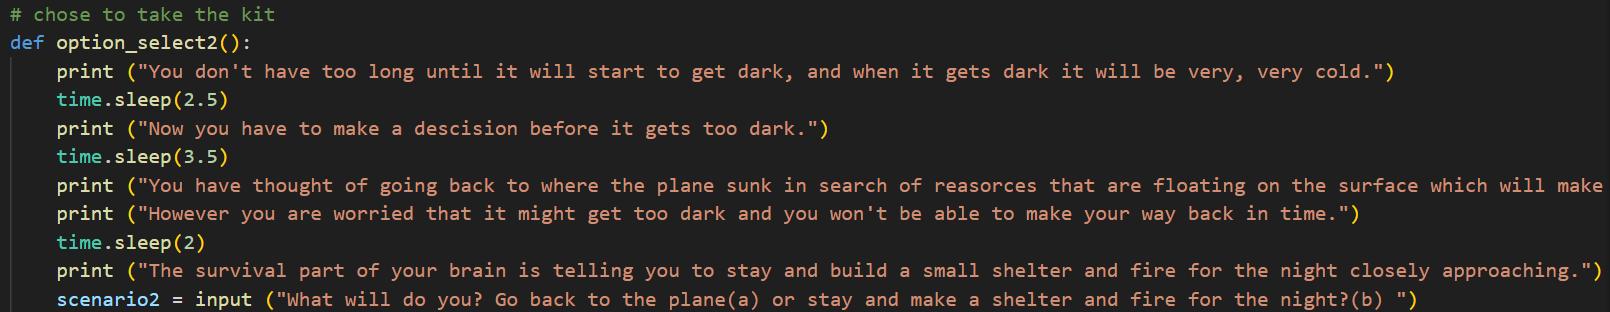 # chose to take the kit
def option_select2():
    print ("You don't have too long until it will start to get dark, and when it gets dark it will be very, very cold.")
    time.sleep(2.5)
    print ("Now you have to make a descision before it gets too dark.")
    time.sleep(3.5)
    print ("You have thought of going back to where the plane sunk in search of reasorces that are floating on the surface which will make
    print ("However you are worried that it might get too dark and you won't be able to make your way back in time.")
    time.sleep(2)
    print ("The survival part of your brain is telling you to stay and build a small shelter and fire for the night closely approaching.")
    scenario2 = input ("What will do you? Go back to the plane(a) or stay and make a shelter and fire for the night?(b) ")